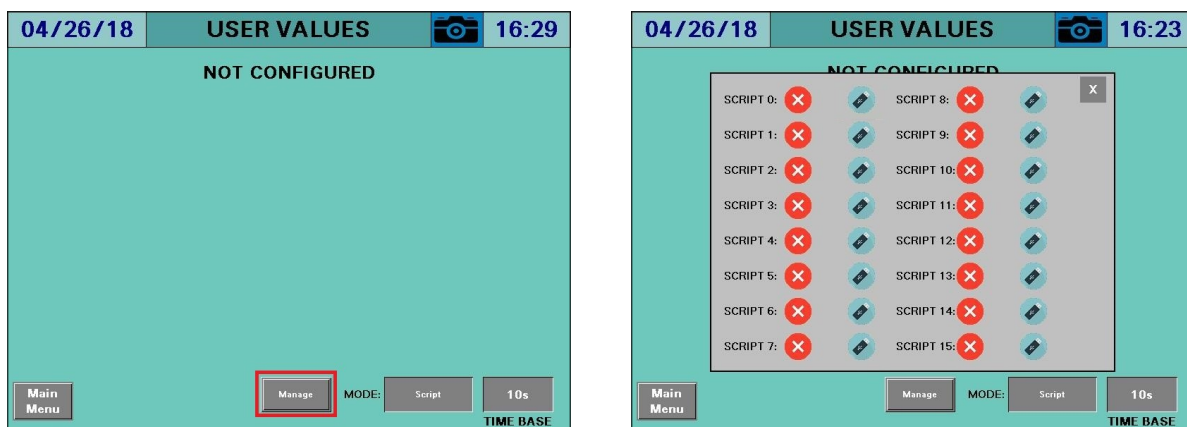 04/26/18 USER VALUES 16:29
NOT CONFIGURED
Main
Menu
Manage MODE: Script 10s
TIME BASE
04/26/18 USER VALUES 16:23
NOT CONFIGURED
X
SCRIPT 0: SCRIPT 8:
SCRIPT 1: SCRIPT 9:
SCRIPT 2: SCRIPT 10:
SCRIPT 3: SCRIPT 11:
SCRIPT 4: SCRIPT 12:
SCRIPT 5: SCRIPT 13:
SCRIPT 6: SCRIPT 14:
SCRIPT 7: SCRIPT 15:
Main
Menu
Manage MODE: Script 10s
TIME BASE